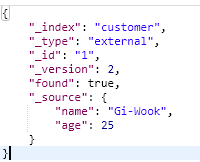 {
"_index": "customer",
"_type": "external",
"_id": "1",
"_version": 2,
"found": true,
"_source": {
"name": "Gi-Wook",
"age": 25
}
}